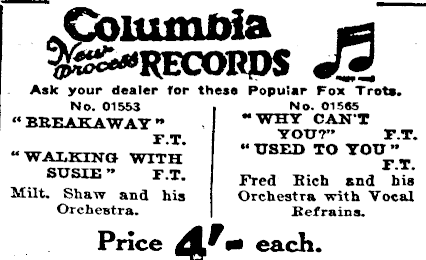 Columbia
New process RECORDS
Ask your dealer for these Popular Fox Trots.
No. 01553
"BREAKAWAY"
F.T.
"WALKING WITH
SUSIE" F.T.
Milt. Shaw and his
Orchestra.
No. 01565
"WHY CAN'T
YOU?" F.T.
"USED TO YOU"
F.T.
Fred Rich and his
Orchestra with Vocal
Refrains.
Price 4/- each.